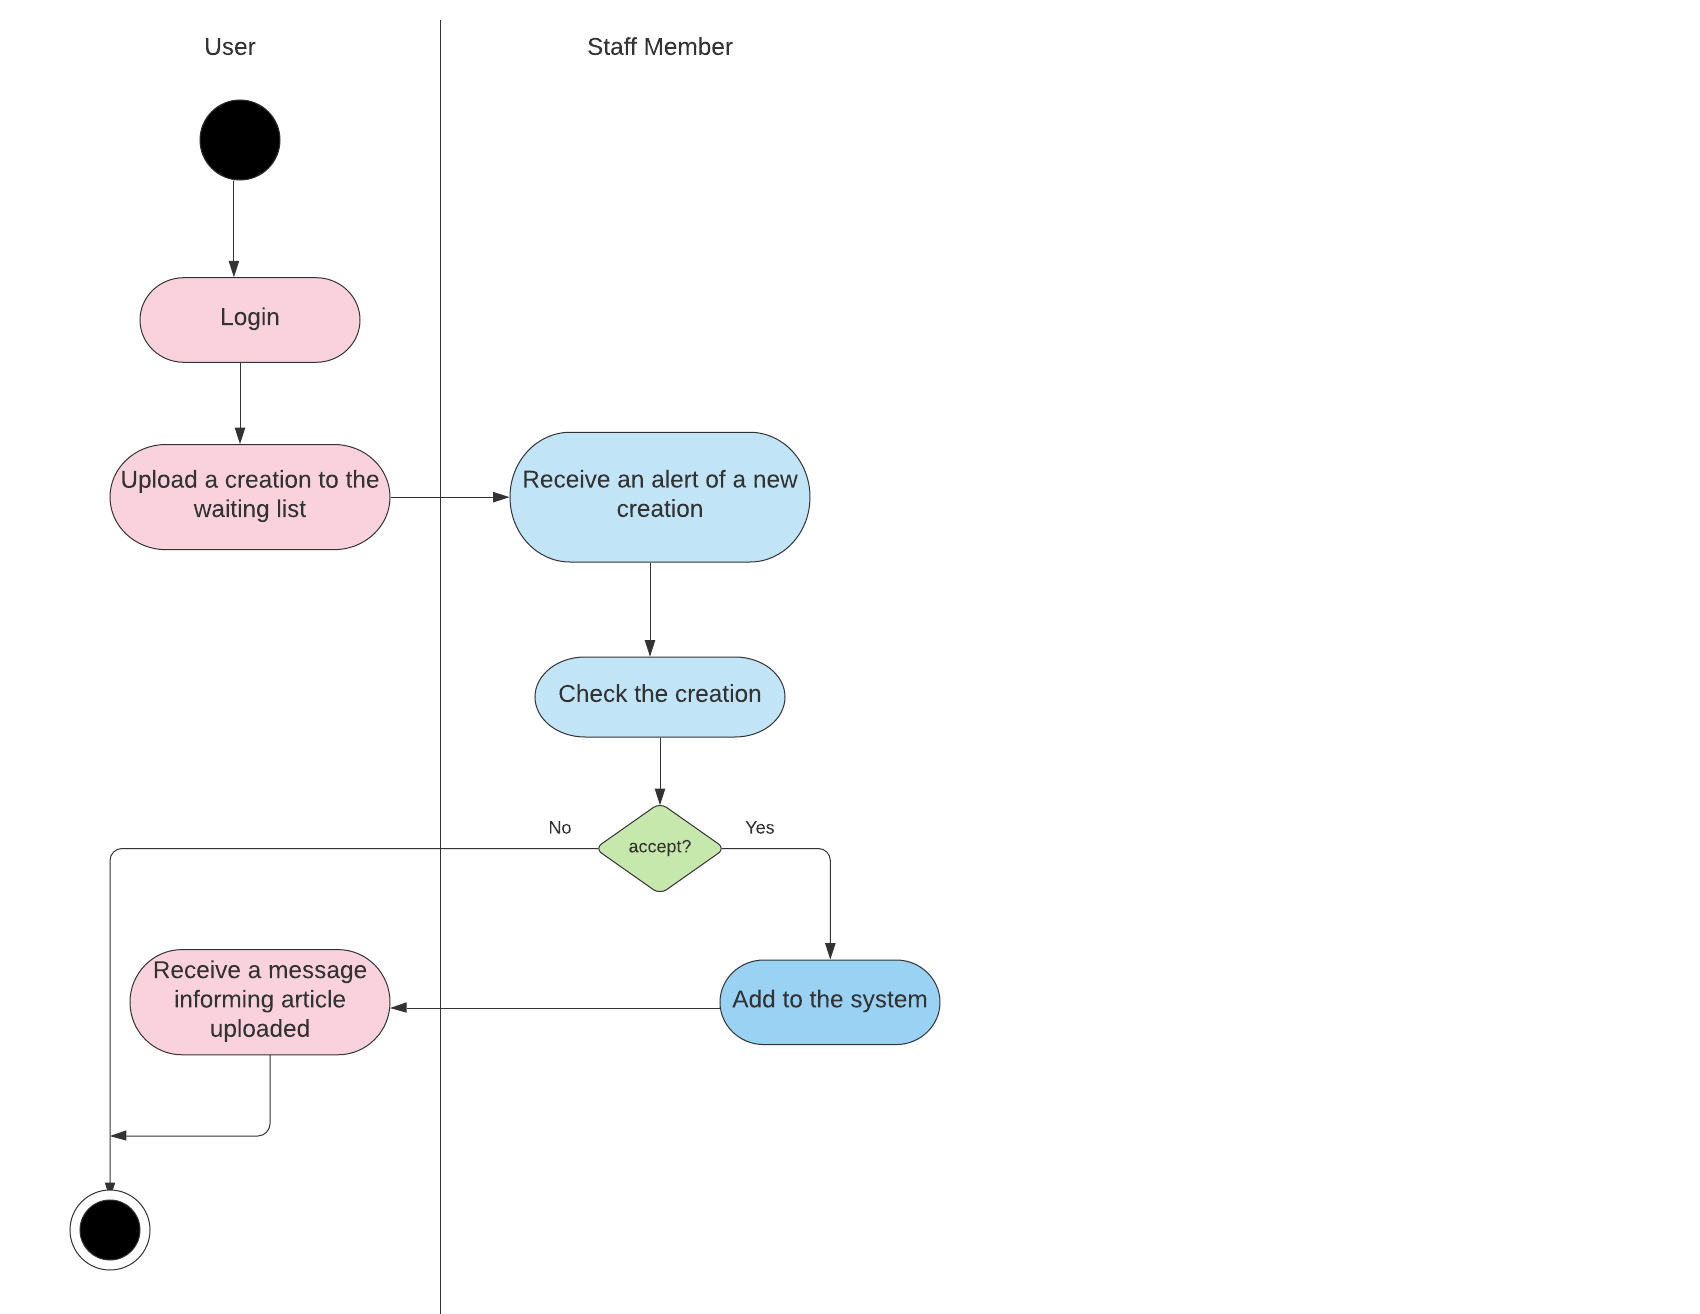 User
Staff Member
Login
Upload a creation to the
waiting list
Receive an alert of a new
creation
Check the creation
No
Yes
accept?
Receive a message
informing article
uploaded
Add to the system